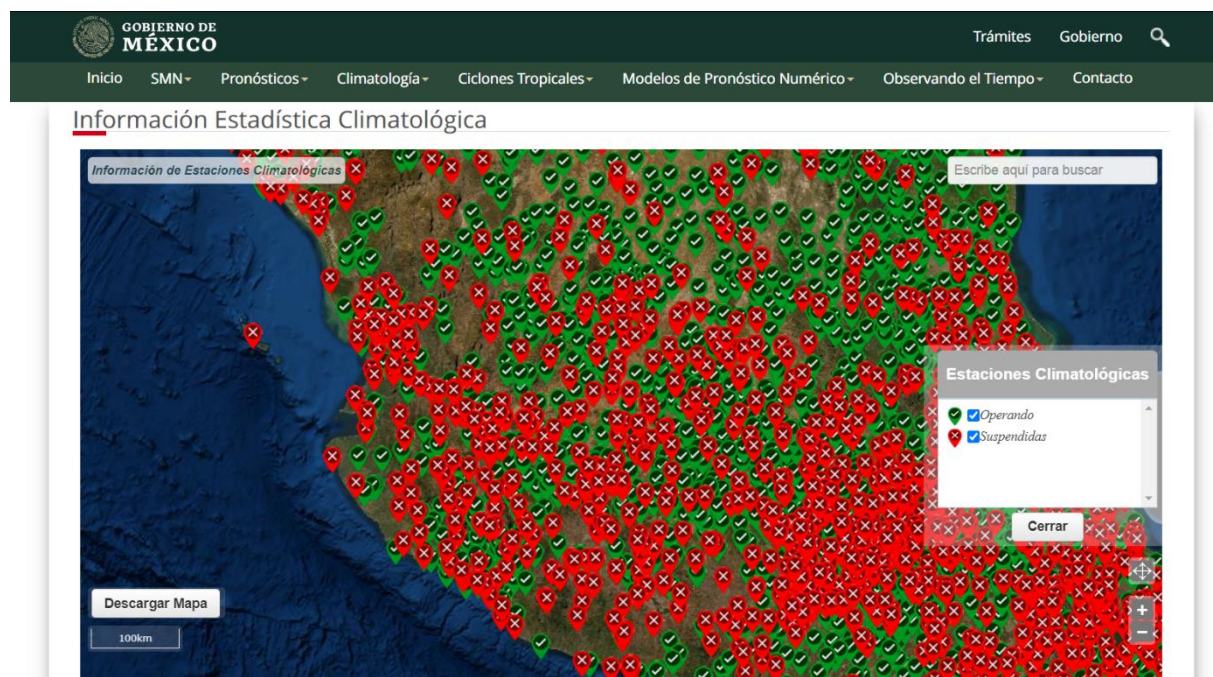 GOBIERNO DE
MÉXICO
Trámites Gobierno
Inicio SMN Pronósticos Climatología Ciclones Tropicales Modelos de Pronóstico Numérico Observando el Tiempo Contacto
Información Estadística Climatológica
Información de Estaciones Climatológicas
Escribe aquí para buscar
Estaciones Climatológicas
Operando
Suspendidas
Cerrar
Descargar Mapa
100km
+
−